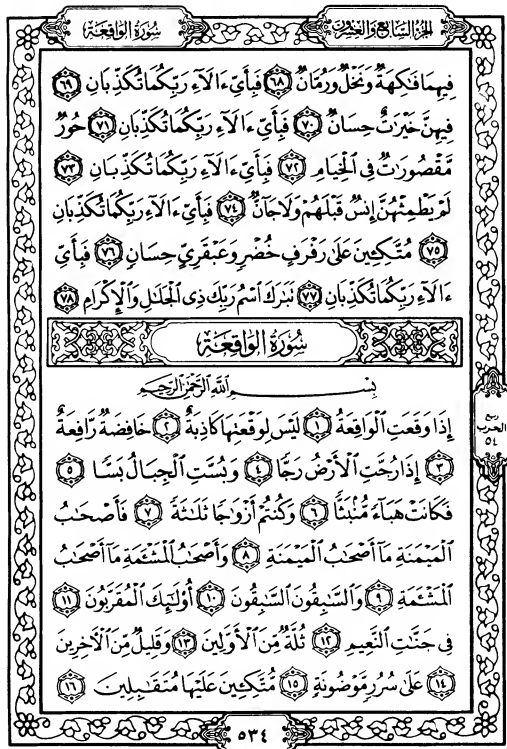 الجزء السابع والعشرون
سورة الواقعة
فِيهِمَا فَٰكِهَةٌ وَنَخْلٌ وَرُمَّانٌ ۝٦٨ فَبِأَيِّ ءَالَآءِ رَبِّكُمَا تُكَذِّبَانِ ۝٦٩
فِيهِنَّ خَيْرَٰتٌ حِسَانٌ ۝٧٠ فَبِأَيِّ ءَالَآءِ رَبِّكُمَا تُكَذِّبَانِ ۝٧١ حُورٌ
مَّقْصُورَٰتٌ فِى ٱلْخِيَامِ ۝٧٢ فَبِأَيِّ ءَالَآءِ رَبِّكُمَا تُكَذِّبَانِ ۝٧٣
لَمْ يَطْمِثْهُنَّ إِنسٌ قَبْلَهُمْ وَلَا جَآنٌّ ۝٧٤ فَبِأَيِّ ءَالَآءِ رَبِّكُمَا تُكَذِّبَانِ
۝٧٥ مُتَّكِـِٔينَ عَلَىٰ رَفْرَفٍ خُضْرٍ وَعَبْقَرِىٍّ حِسَانٍ ۝٧٦ فَبِأَيِّ
ءَالَآءِ رَبِّكُمَا تُكَذِّبَانِ ۝٧٧ تَبَٰرَكَ ٱسْمُ رَبِّكَ ذِى ٱلْجَلَٰلِ وَٱلْإِكْرَامِ ۝٧٨
سُورَةُ الوَاقِعَةِ
بِسْمِ ٱللَّهِ ٱلرَّحْمَٰنِ ٱلرَّحِيمِ
إِذَا وَقَعَتِ ٱلْوَاقِعَةُ ۝١ لَيْسَ لِوَقْعَتِهَا كَاذِبَةٌ ۝٢ خَافِضَةٌ رَّافِعَةٌ
۝٣ إِذَا رُجَّتِ ٱلْأَرْضُ رَجًّا ۝٤ وَبُسَّتِ ٱلْجِبَالُ بَسًّا ۝٥
فَكَانَتْ هَبَآءً مُّنۢبَثًّا ۝٦ وَكُنتُمْ أَزْوَٰجًا ثَلَٰثَةً ۝٧ فَأَصْحَٰبُ
ٱلْمَيْمَنَةِ مَآ أَصْحَٰبُ ٱلْمَيْمَنَةِ ۝٨ وَأَصْحَٰبُ ٱلْمَشْـَٔمَةِ مَآ أَصْحَٰبُ
ٱلْمَشْـَٔمَةِ ۝٩ وَٱلسَّٰبِقُونَ ٱلسَّٰبِقُونَ ۝١٠ أُو۟لَٰٓئِكَ ٱلْمُقَرَّبُونَ ۝١١
فِى جَنَّٰتِ ٱلنَّعِيمِ ۝١٢ ثُلَّةٌ مِّنَ ٱلْأَوَّلِينَ ۝١٣ وَقَلِيلٌ مِّنَ ٱلْءَاخِرِينَ
۝١٤ عَلَىٰ سُرُرٍ مَّوْضُونَةٍ ۝١٥ مُّتَّكِـِٔينَ عَلَيْهَا مُتَقَٰبِلِينَ ۝١٦
ربع
الحزب
٥٤
٥٣٤